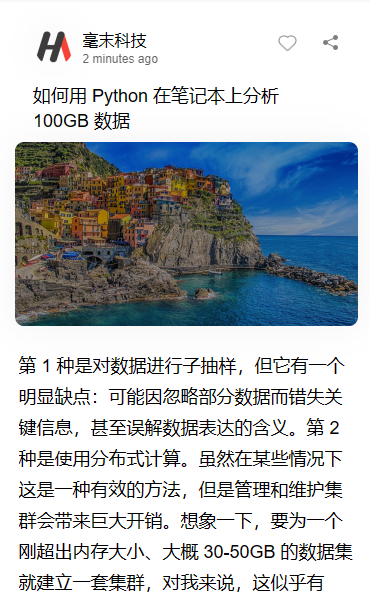 毫末科技
2 minutes ago
如何用 Python 在笔记本上分析
100GB 数据
第 1 种是对数据进行子抽样，但它有一个
明显缺点：可能因忽略部分数据而错失关
键信息，甚至误解数据表达的含义。第 2
种是使用分布式计算。虽然在某些情况下
这是一种有效的方法，但是管理和维护集
群会带来巨大开销。想象一下，要为一个
刚超出内存大小、大概 30-50GB 的数据集
就建立一套集群，对我来说，这似乎有